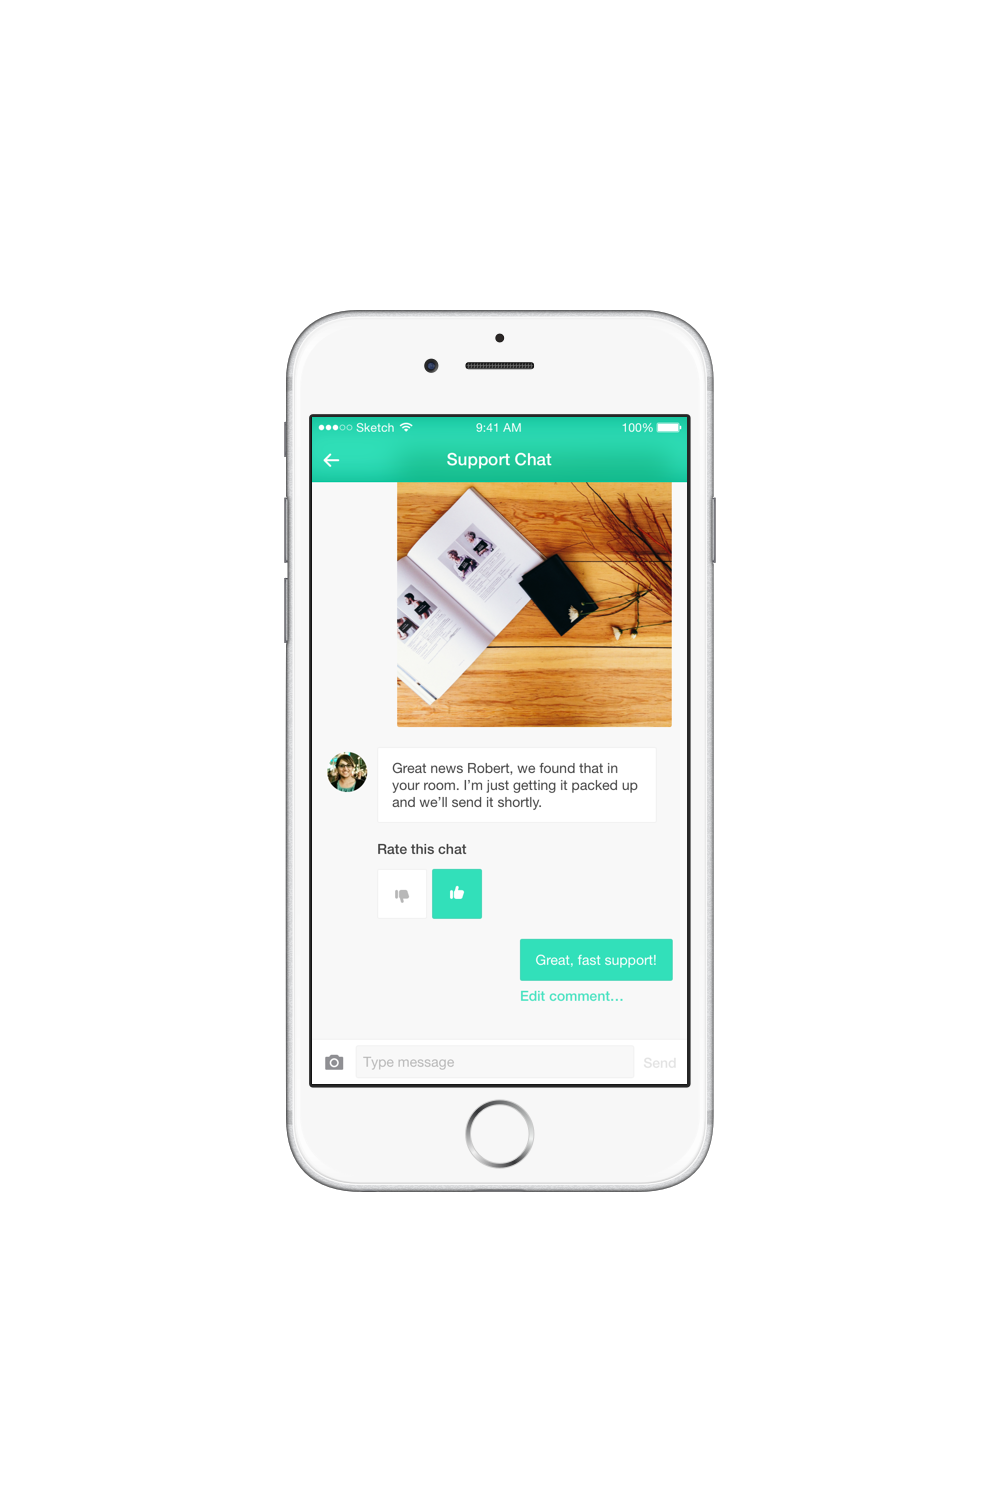 Sketch 9:41 AM 100%
Support Chat
Great news Robert, we found that in
your room. I'm just getting it packed up
and we'll send it shortly.
Rate this chat
Great, fast support!
Edit comment...
Type message Send